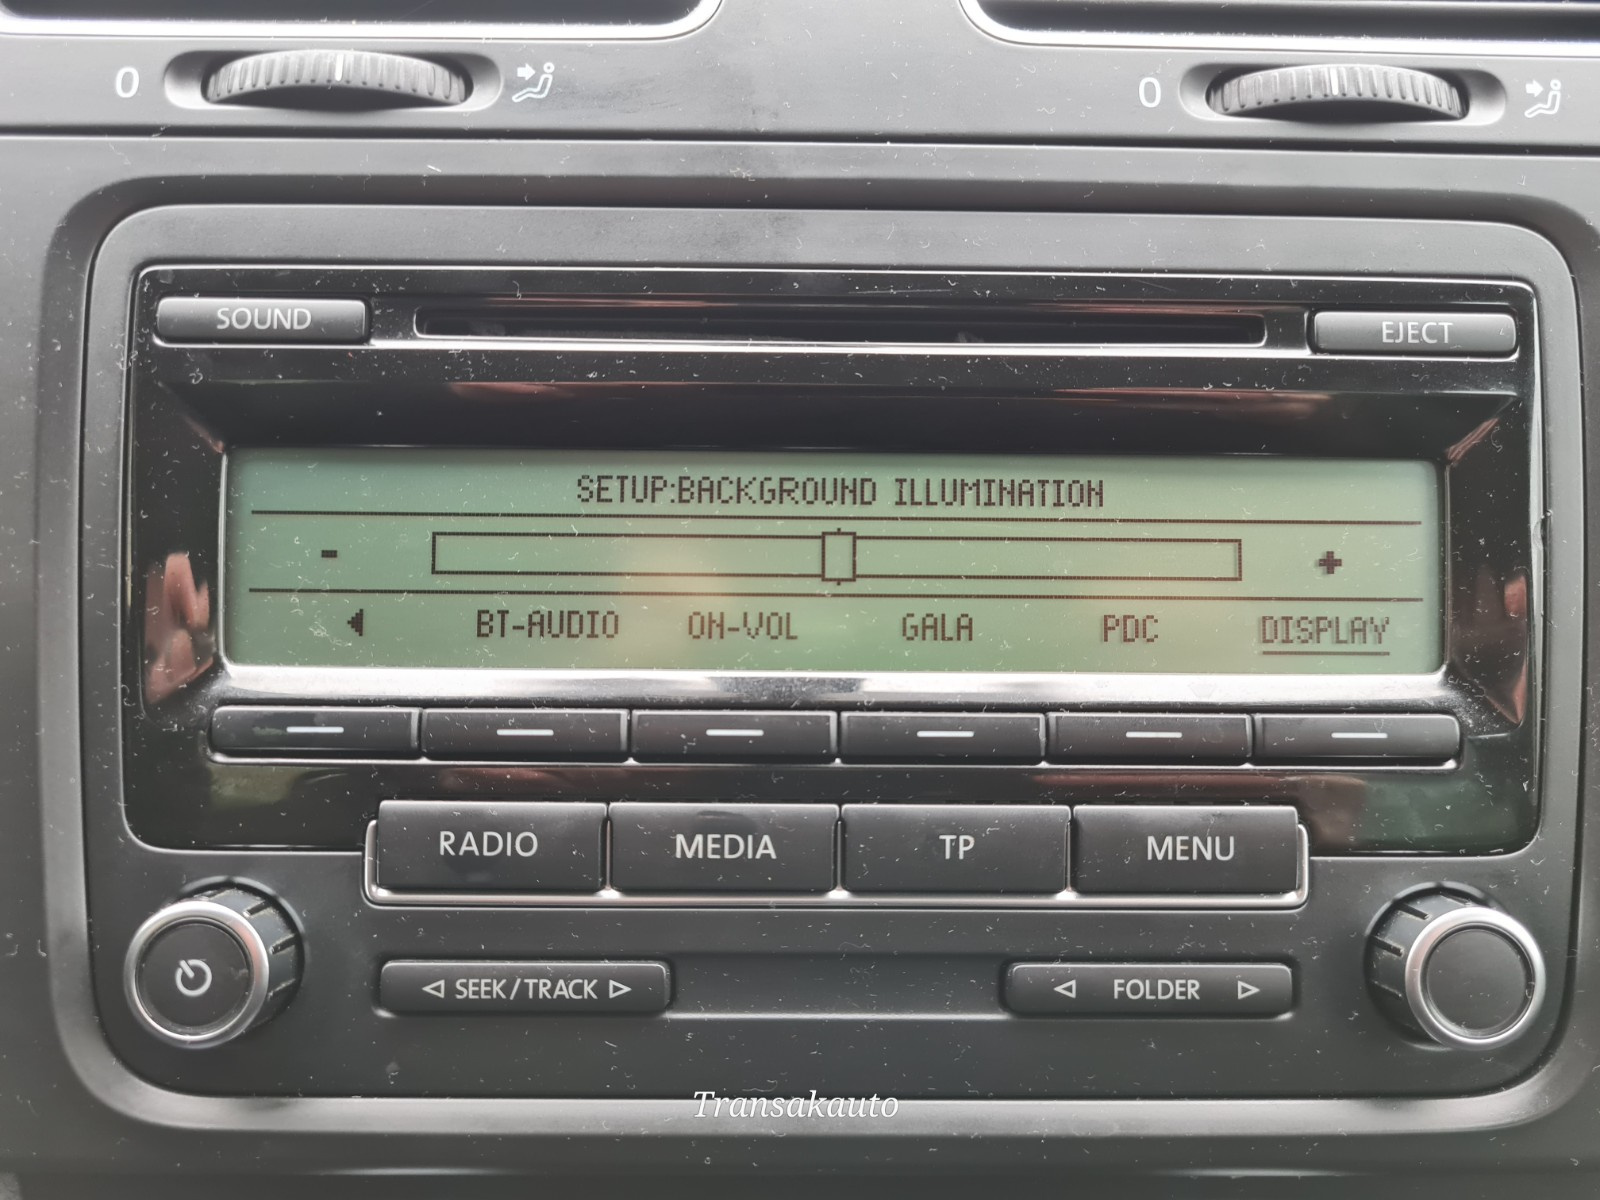 0 0
SOUND EJECT
SETUP:BACKGROUND ILLUMINATION
- +
◀ BT-AUDIO ON-VOL GALA PDC DISPLAY
RADIO MEDIA TP MENU
◁ SEEK/TRACK ▷ ◁ FOLDER ▷
Transakauto